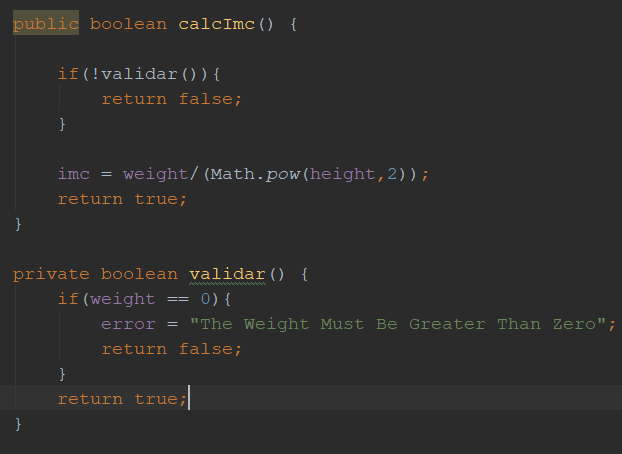 public boolean calcImc() {
if(!validar()){
return false;
}
imc = weight/(Math.pow(height,2));
return true;
}
private boolean validar() {
if(weight == 0){
error = "The Weight Must Be Greater Than Zero";
return false;
}
return true;
}